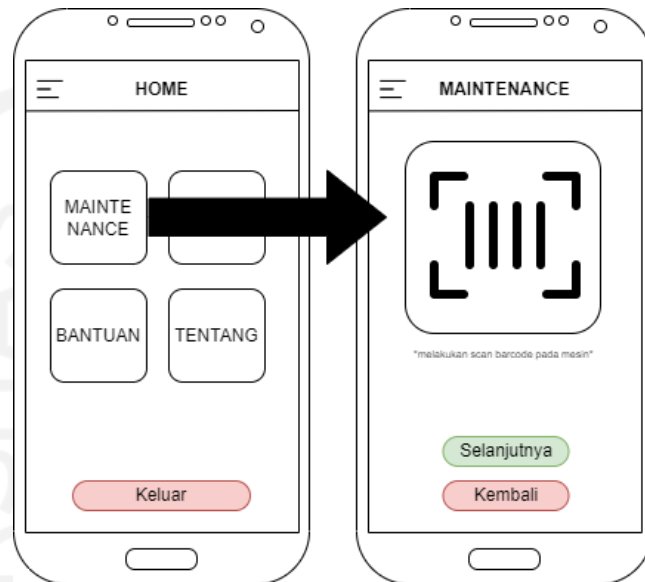 HOME
MAINTE
NANCE
BANTUAN
TENTANG
Keluar
MAINTENANCE
"melakukan scan barcode pada mesin"
Selanjutnya
Kembali